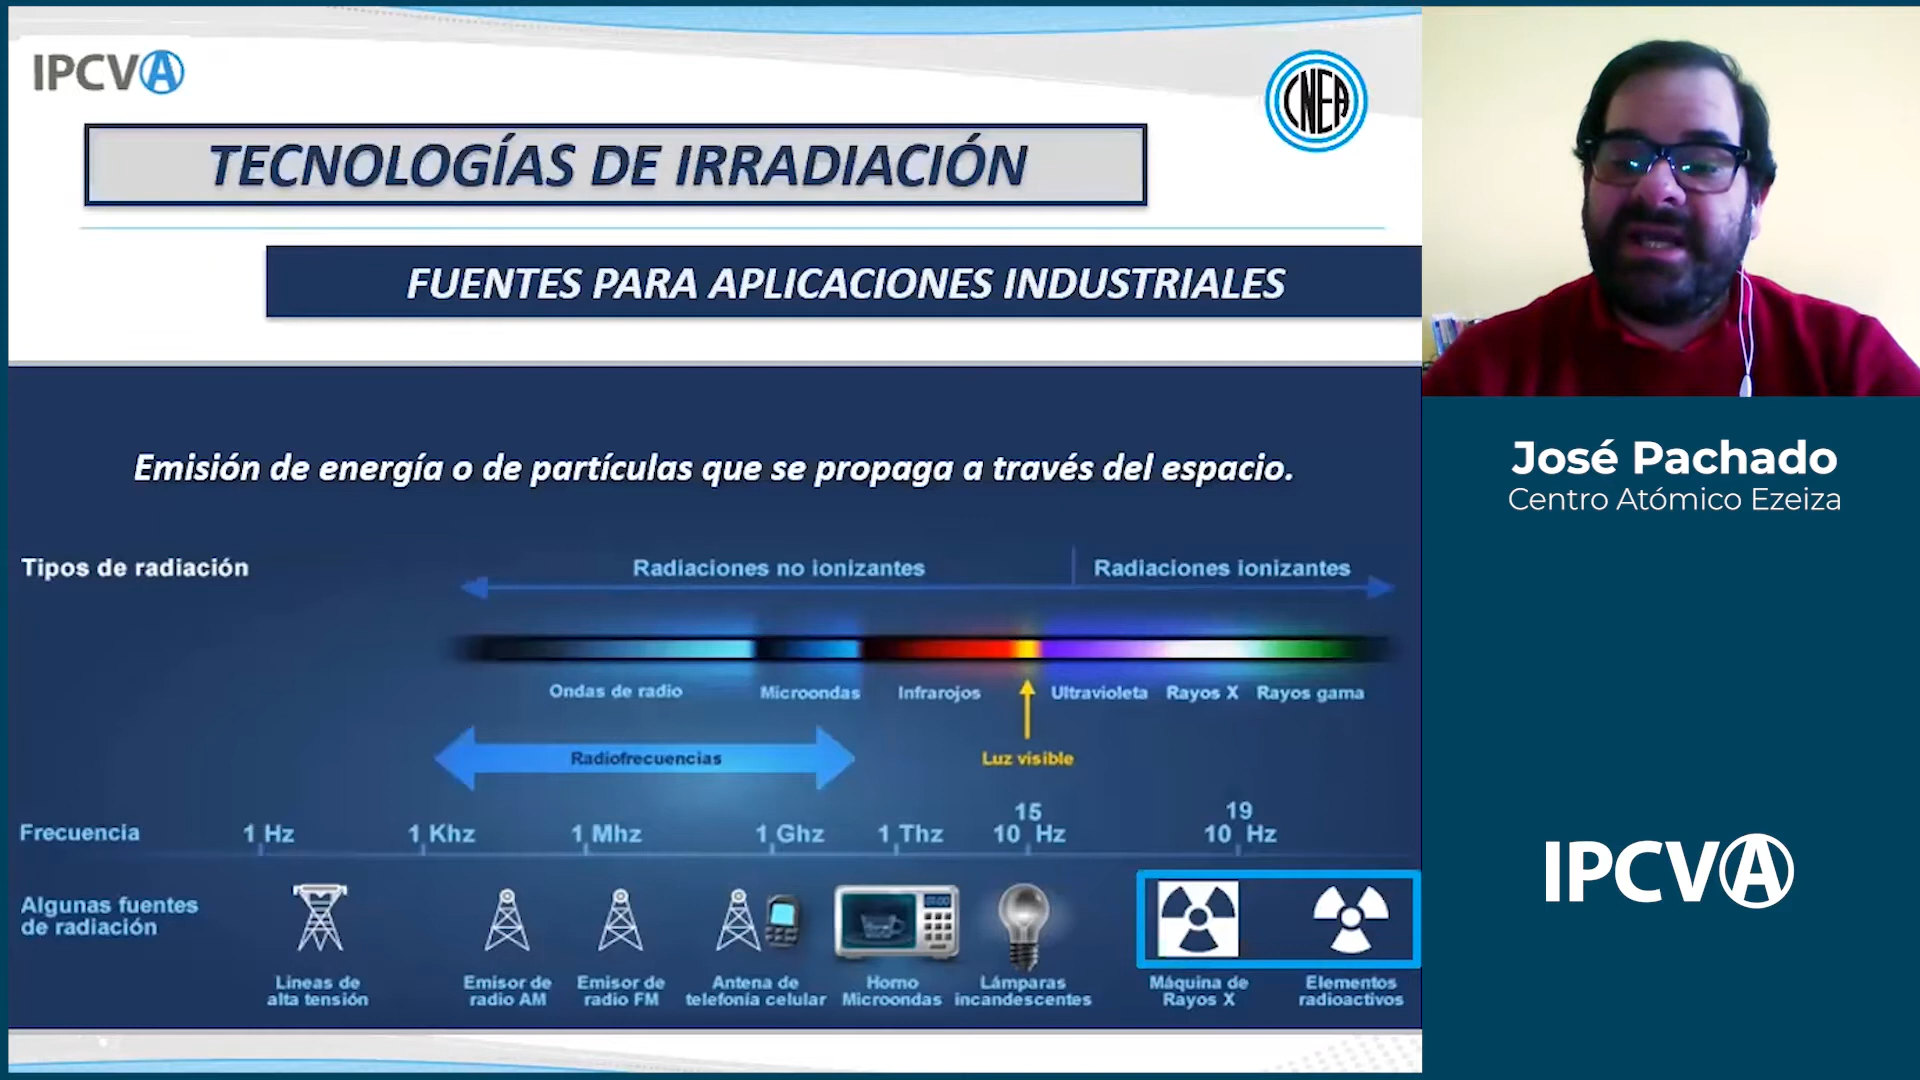 IPCVA
CNEA
TECNOLOGÍAS DE IRRADIACIÓN
FUENTES PARA APLICACIONES INDUSTRIALES
Emisión de energía o de partículas que se propaga a través del espacio.
Tipos de radiación
Radiaciones no ionizantes
Radiaciones ionizantes
Ondas de radio
Microondas
Infrarojos
Ultravioleta
Rayos X
Rayos gama
Radiofrecuencias
Luz visible
Frecuencia
1 Hz
1 Khz
1 Mhz
1 Ghz
1 Thz
10^15 Hz
10^19 Hz
Algunas fuentes
de radiación
Lineas de
alta tensión
Emisor de
radio AM
Emisor de
radio FM
Antena de
telefonía celular
Horno
Microondas
Lámparas
incandescentes
Máquina de
Rayos X
Elementos
radioactivos
José Pachado
Centro Atómico Ezeiza
IPCVA